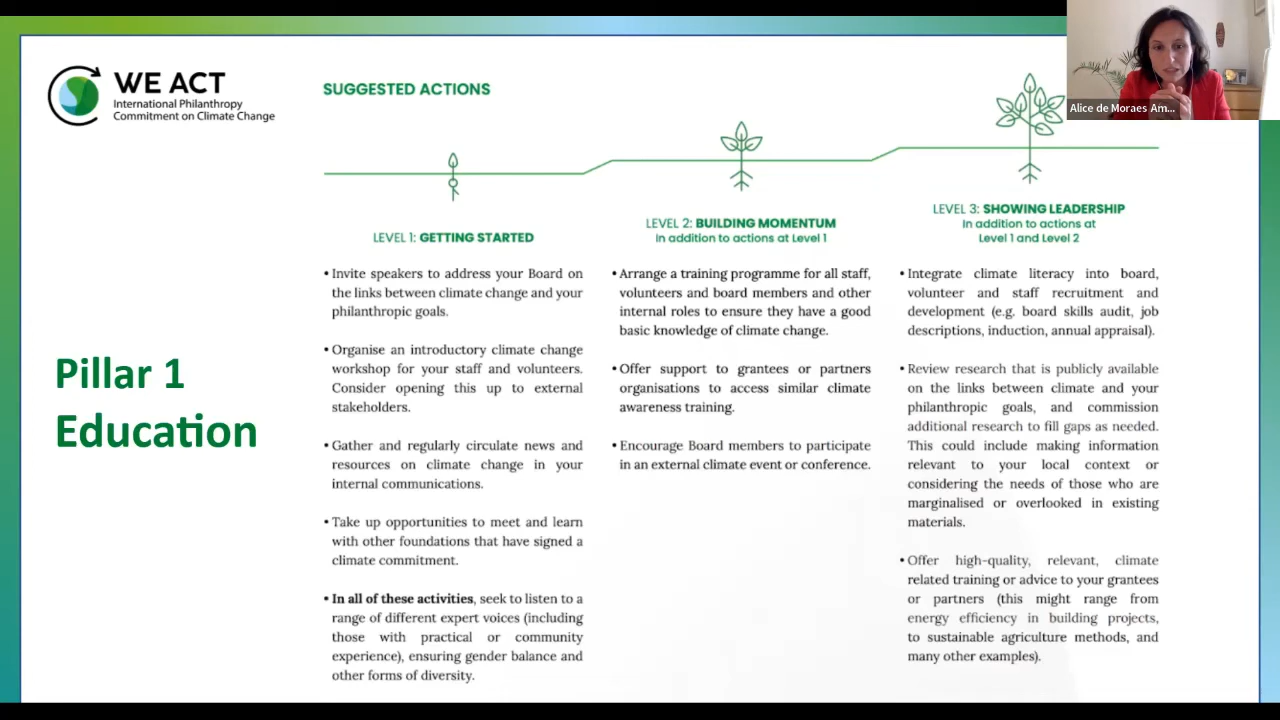 WE ACT
International Philanthropy
Commitment on Climate Change
SUGGESTED ACTIONS
Alice de Moraes Am...
Pillar 1
Education
LEVEL 1: GETTING STARTED
• Invite speakers to address your Board on
the links between climate change and your
philanthropic goals.
• Organise an introductory climate change
workshop for your staff and volunteers.
Consider opening this up to external
stakeholders.
• Gather and regularly circulate news and
resources on climate change in your
internal communications.
• Take up opportunities to meet and learn
with other foundations that have signed a
climate commitment.
• In all of these activities, seek to listen to a
range of different expert voices (including
those with practical or community
experience), ensuring gender balance and
other forms of diversity.
LEVEL 2: BUILDING MOMENTUM
In addition to actions at Level 1
• Arrange a training programme for all staff,
volunteers and board members and other
internal roles to ensure they have a good
basic knowledge of climate change.
• Offer support to grantees or partners
organisations to access similar climate
awareness training.
• Encourage Board members to participate
in an external climate event or conference.
LEVEL 3: SHOWING LEADERSHIP
In addition to actions at
Level 1 and Level 2
• Integrate climate literacy into board,
volunteer and staff recruitment and
development (e.g. board skills audit, job
descriptions, induction, annual appraisal).
• Review research that is publicly available
on the links between climate and your
philanthropic goals, and commission
additional research to fill gaps as needed.
This could include making information
relevant to your local context or
considering the needs of those who are
marginalised or overlooked in existing
materials.
• Offer high-quality, relevant, climate
related training or advice to your grantees
or partners (this might range from
energy efficiency in building projects,
to sustainable agriculture methods, and
many other examples).